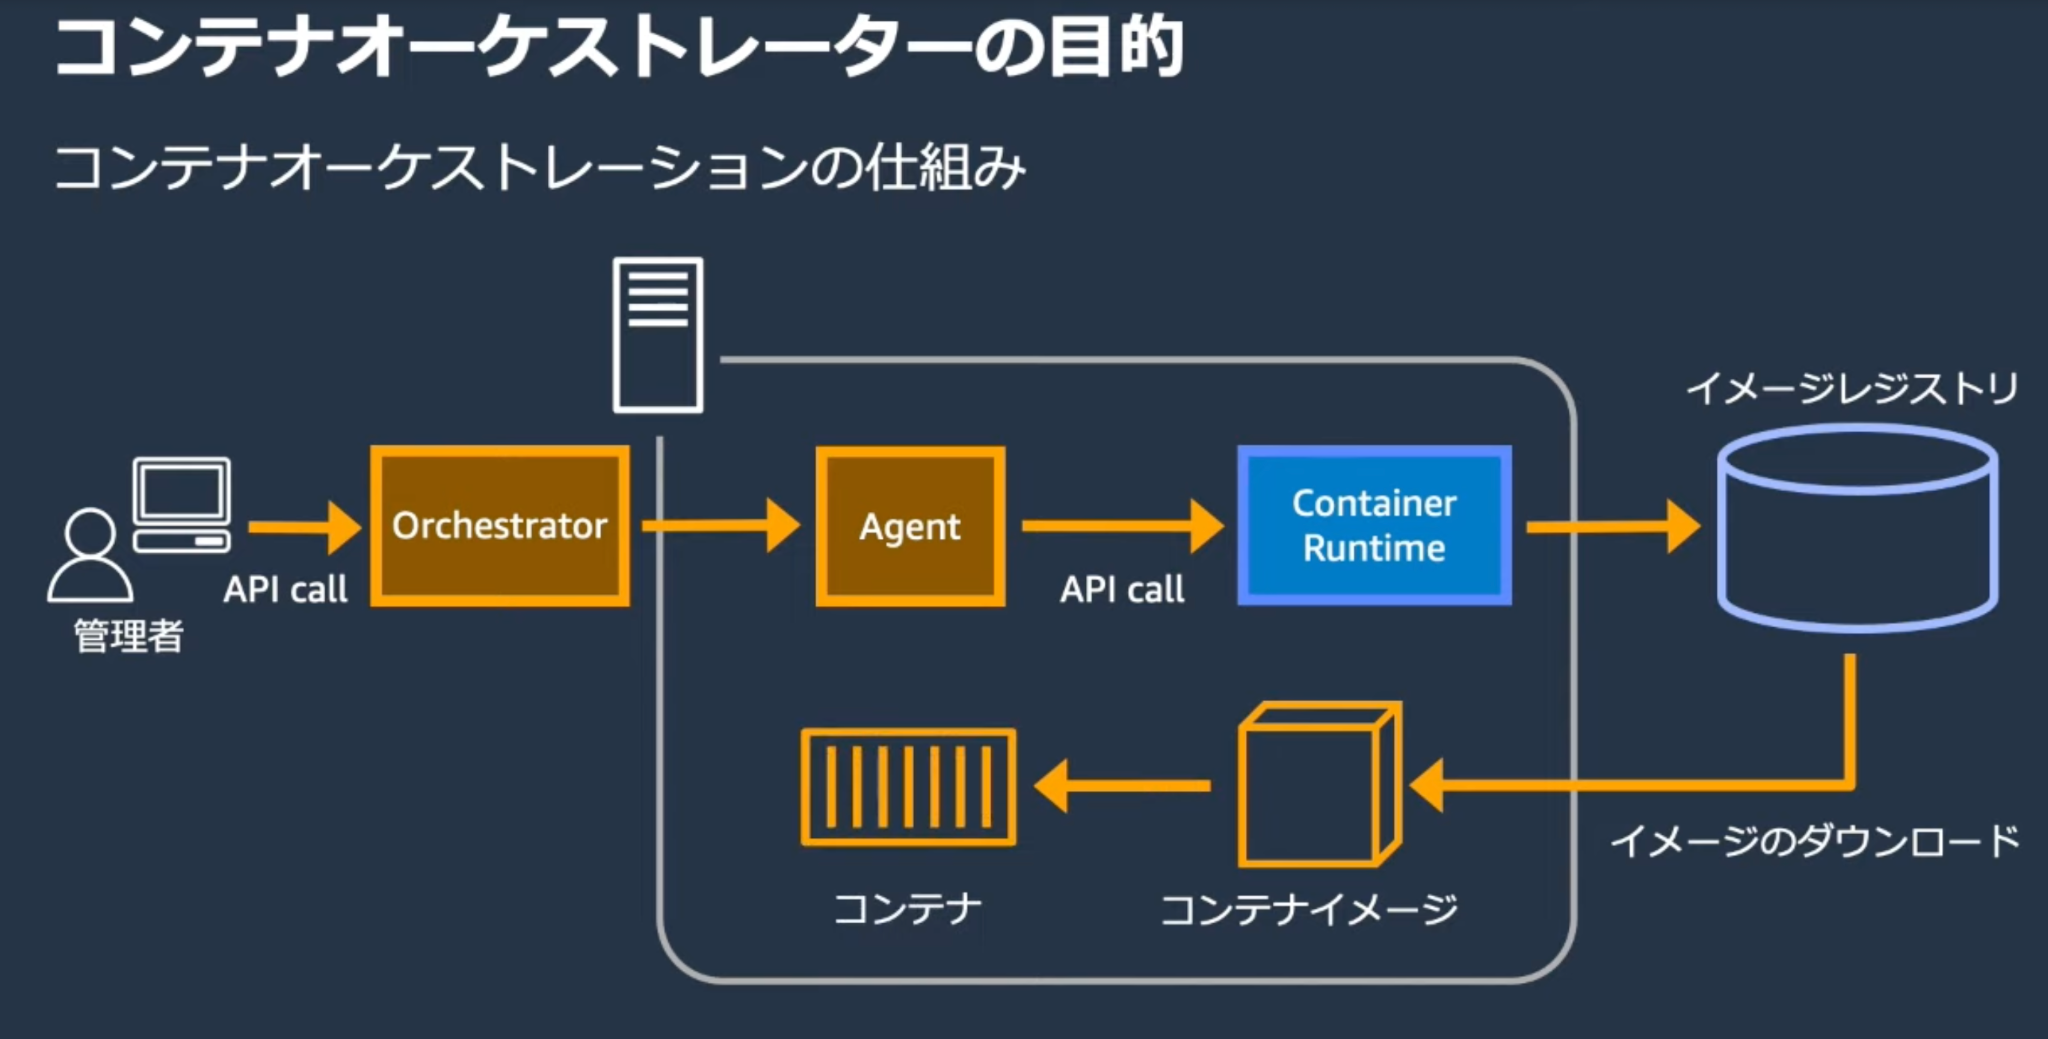 コンテナオーケストレーターの目的
コンテナオーケストレーションの仕組み
イメージレジストリ
Orchestrator
Agent
Container
Runtime
API call
API call
管理者
イメージのダウンロード
コンテナ
コンテナイメージ